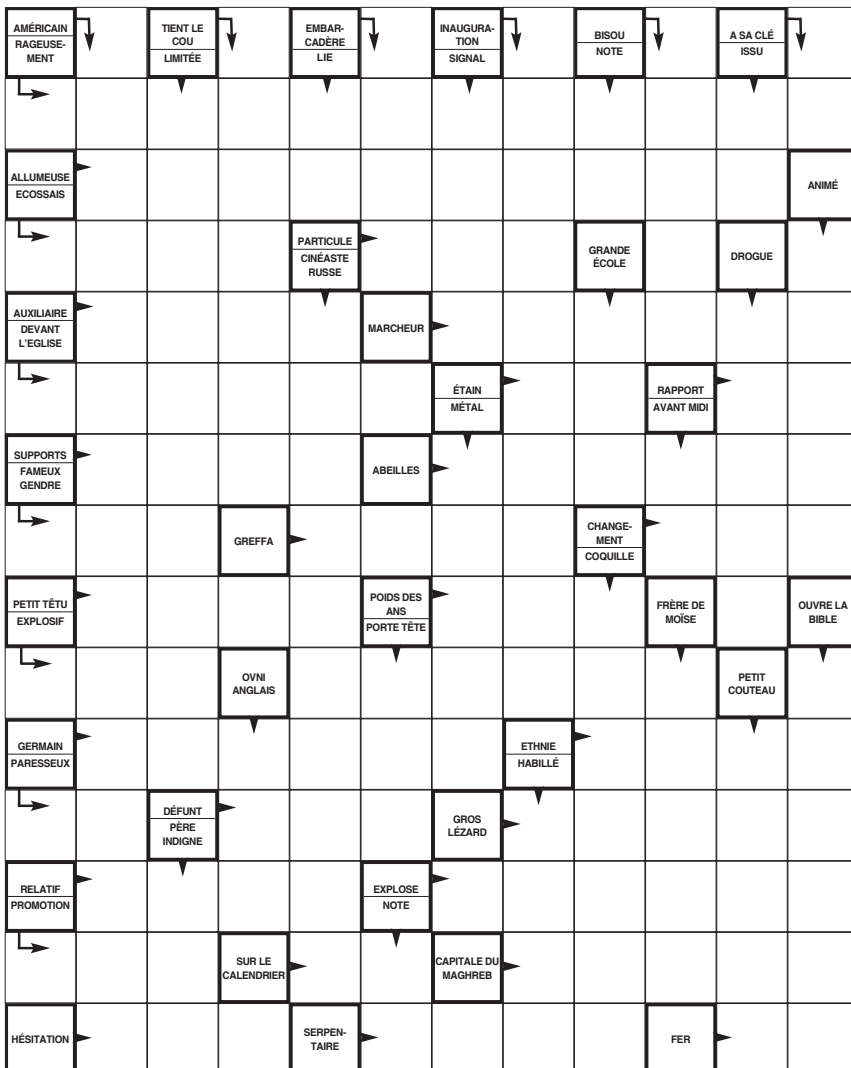 AMÉRICAIN
RAGEUSE-
MENT
TIENT LE
COU
LIMITÉE
EMBAR-
CADÈRE
LIE
INAUGURA-
TION
SIGNAL
BISOU
NOTE
A SA CLÉ
ISSU
ALLUMEUSE
ECOSSAIS
ANIMÉ
PARTICULE
CINÉASTE
RUSSE
GRANDE
ÉCOLE
DROGUE
AUXILIAIRE
DEVANT
L'EGLISE
MARCHEUR
ÉTAIN
MÉTAL
RAPPORT
AVANT MIDI
SUPPORTS
FAMEUX
GENDRE
ABEILLES
GREFFA
CHANGE-
MENT
COQUILLE
PETIT TÊTU
EXPLOSIF
POIDS DES
ANS
PORTE TÊTE
FRÈRE DE
MOÏSE
OUVRE LA
BIBLE
OVNI
ANGLAIS
PETIT
COUTEAU
GERMAIN
PARESSEUX
ETHNIE
HABILLÉ
DÉFUNT
PÈRE
INDIGNE
GROS
LÉZARD
RELATIF
PROMOTION
EXPLOSE
NOTE
SUR LE
CALENDRIER
CAPITALE DU
MAGHREB
HÉSITATION
SERPEN-
TAIRE
FER